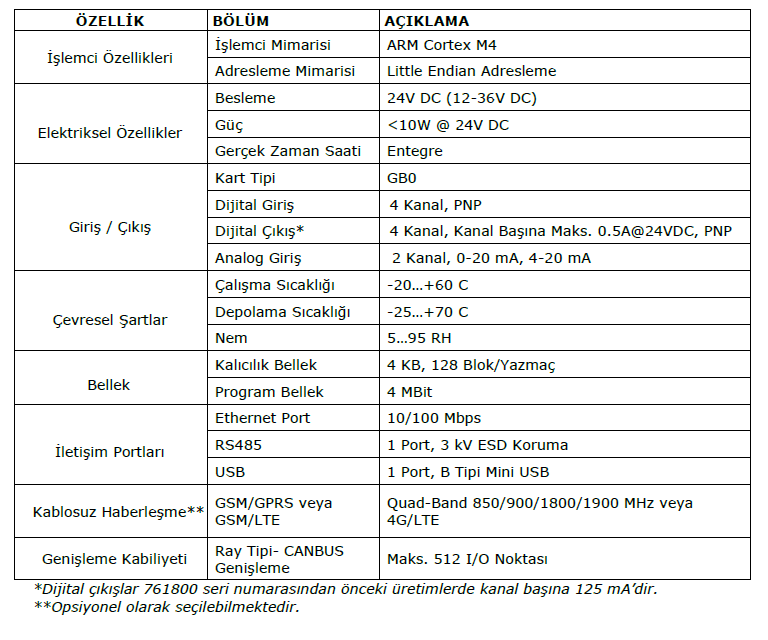 ÖZELLİK BÖLÜM AÇIKLAMA
İşlemci Özellikleri
İşlemci Mimarisi ARM Cortex M4
Adresleme Mimarisi Little Endian Adresleme
Elektriksel Özellikler
Besleme 24V DC (12-36V DC)
Güç <10W @ 24V DC
Gerçek Zaman Saati Entegre
Giriş / Çıkış
Kart Tipi GB0
Dijital Giriş 4 Kanal, PNP
Dijital Çıkış* 4 Kanal, Kanal Başına Maks. 0.5A@24VDC, PNP
Analog Giriş 2 Kanal, 0-20 mA, 4-20 mA
Çevresel Şartlar
Çalışma Sıcaklığı -20…+60 C
Depolama Sıcaklığı -25…+70 C
Nem 5…95 RH
Bellek
Kalıcılık Bellek 4 KB, 128 Blok/Yazmaç
Program Bellek 4 MBit
İletişim Portları
Ethernet Port 10/100 Mbps
RS485 1 Port, 3 kV ESD Koruma
USB 1 Port, B Tipi Mini USB
Kablosuz Haberleşme**
GSM/GPRS veya Quad-Band 850/900/1800/1900 MHz veya
GSM/LTE 4G/LTE
Genişleme Kabiliyeti
Ray Tipi- CANBUS
Genişleme
Maks. 512 I/O Noktası
*Dijital çıkışlar 761800 seri numarasından önceki üretimlerde kanal başına 125 mA’dir.
**Opsiyonel olarak seçilebilmektedir.